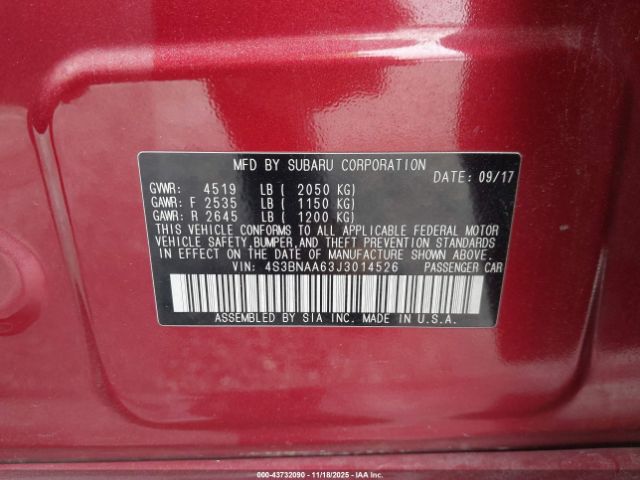 MFD BY SUBARU CORPORATION
DATE: 09/17
GVWR: 4519 LB ( 2050 KG)
GAWR: F 2535 LB ( 1150 KG)
GAWR: R 2645 LB ( 1200 KG)
THIS VEHICLE CONFORMS TO ALL APPLICABLE FEDERAL MOTOR
VEHICLE SAFETY, BUMPER, AND THEFT PREVENTION STANDARDS
IN EFFECT ON THE DATE OF MANUFACTURE SHOWN ABOVE.
VIN: 4S3BNAA63J3014526 PASSENGER CAR
ASSEMBLED BY SIA INC. MADE IN U.S.A.
000-43732090 - 11/18/2025 - IAA Inc.